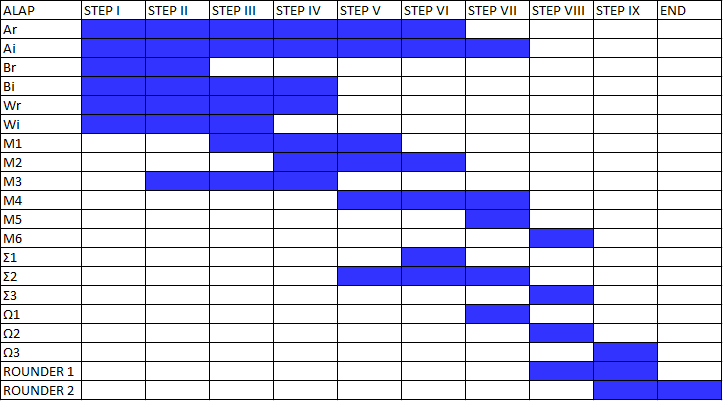 ALAP STEP I STEP II STEP III STEP IV STEP V STEP VI STEP VII STEP VIII STEP IX END
Ar
Ai
Br
Bi
Wr
Wi
M1
M2
M3
M4
M5
M6
Σ1
Σ2
Σ3
Ω1
Ω2
Ω3
ROUNDER 1
ROUNDER 2